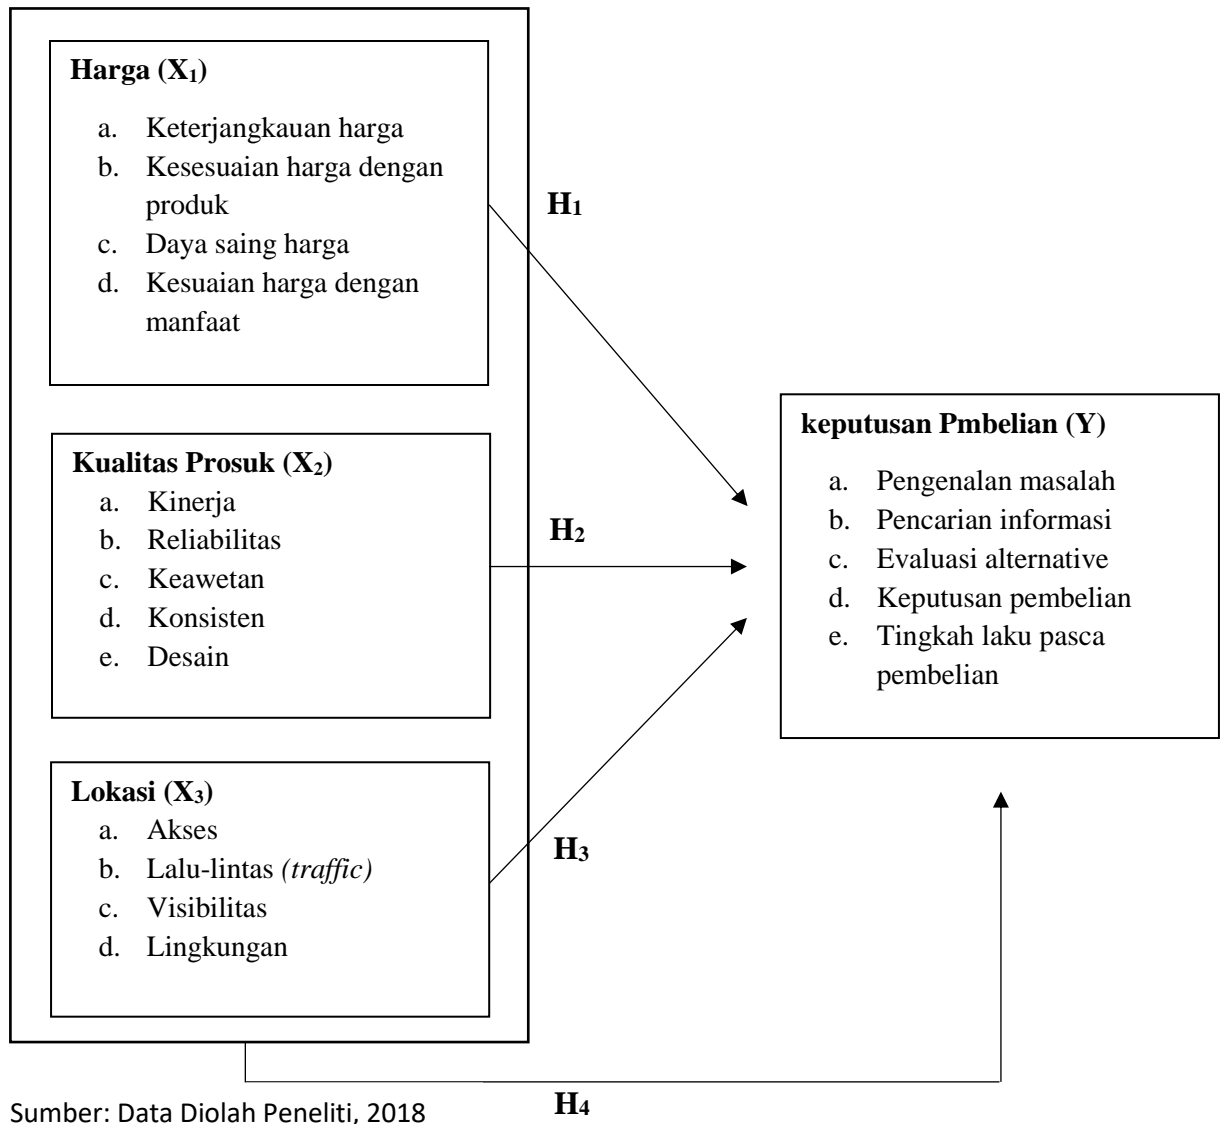 Harga (X₁)
a. Keterjangkauan harga
b. Kesesuaian harga dengan
produk
c. Daya saing harga
d. Kesuaian harga dengan
manfaat
H₁
Kualitas Prosuk (X₂)
a. Kinerja
b. Reliabilitas
c. Keawetan
d. Konsisten
e. Desain
H₂
keputusan Pmbelian (Y)
a. Pengenalan masalah
b. Pencarian informasi
c. Evaluasi alternative
d. Keputusan pembelian
e. Tingkah laku pasca
pembelian
Lokasi (X₃)
a. Akses
b. Lalu-lintas (traffic)
c. Visibilitas
d. Lingkungan
H₃
H₄
Sumber: Data Diolah Peneliti, 2018